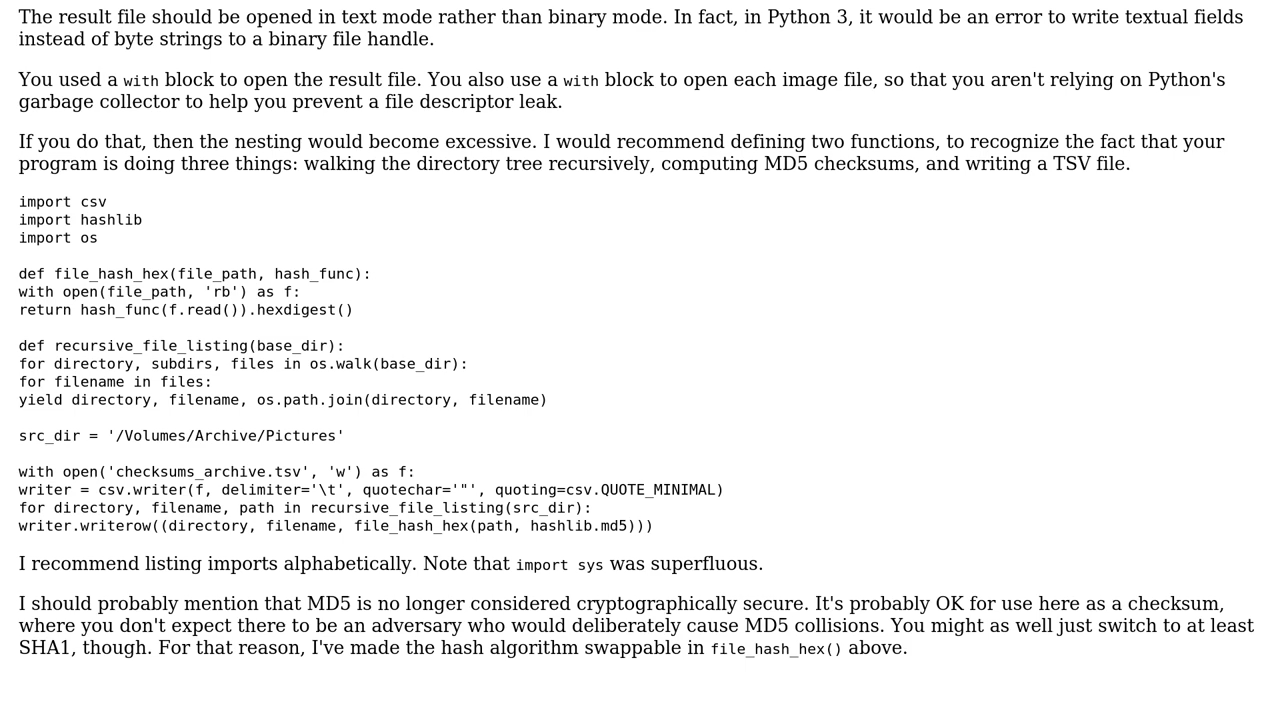 The result file should be opened in text mode rather than binary mode. In fact, in Python 3, it would be an error to write textual fields
instead of byte strings to a binary file handle.
You used a with block to open the result file. You also use a with block to open each image file, so that you aren't relying on Python's
garbage collector to help you prevent a file descriptor leak.
If you do that, then the nesting would become excessive. I would recommend defining two functions, to recognize the fact that your
program is doing three things: walking the directory tree recursively, computing MD5 checksums, and writing a TSV file.
import csv
import hashlib
import os
def file_hash_hex(file_path, hash_func):
with open(file_path, 'rb') as f:
return hash_func(f.read()).hexdigest()
def recursive_file_listing(base_dir):
for directory, subdirs, files in os.walk(base_dir):
for filename in files:
yield directory, filename, os.path.join(directory, filename)
src_dir = '/Volumes/Archive/Pictures'
with open('checksums_archive.tsv', 'w') as f:
writer = csv.writer(f, delimiter='\t', quotechar='"', quoting=csv.QUOTE_MINIMAL)
for directory, filename, path in recursive_file_listing(src_dir):
writer.writerow((directory, filename, file_hash_hex(path, hashlib.md5)))
I recommend listing imports alphabetically. Note that import sys was superfluous.
I should probably mention that MD5 is no longer considered cryptographically secure. It's probably OK for use here as a checksum,
where you don't expect there to be an adversary who would deliberately cause MD5 collisions. You might as well just switch to at least
SHA1, though. For that reason, I've made the hash algorithm swappable in file_hash_hex() above.